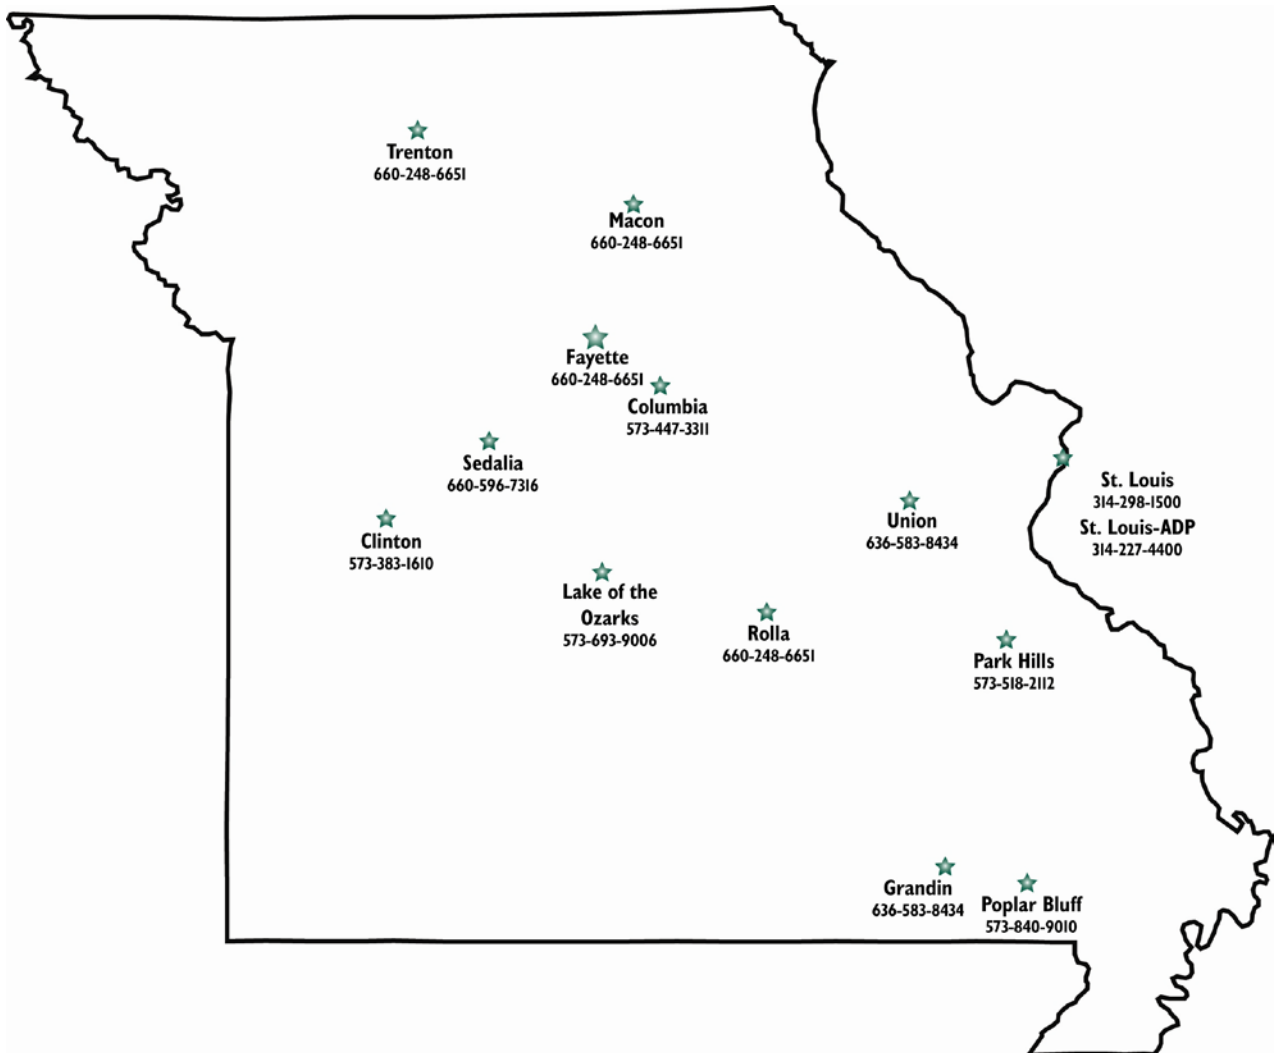 Trenton
660-248-6651
Macon
660-248-6651
Fayette
660-248-6651
Columbia
573-447-3311
Sedalia
660-596-7316
St. Louis
314-298-1500
St. Louis-ADP
314-227-4400
Union
636-583-8434
Clinton
573-383-1610
Lake of the
Ozarks
573-693-9006
Rolla
660-248-6651
Park Hills
573-518-2112
Grandin
636-583-8434
Poplar Bluff
573-840-9010